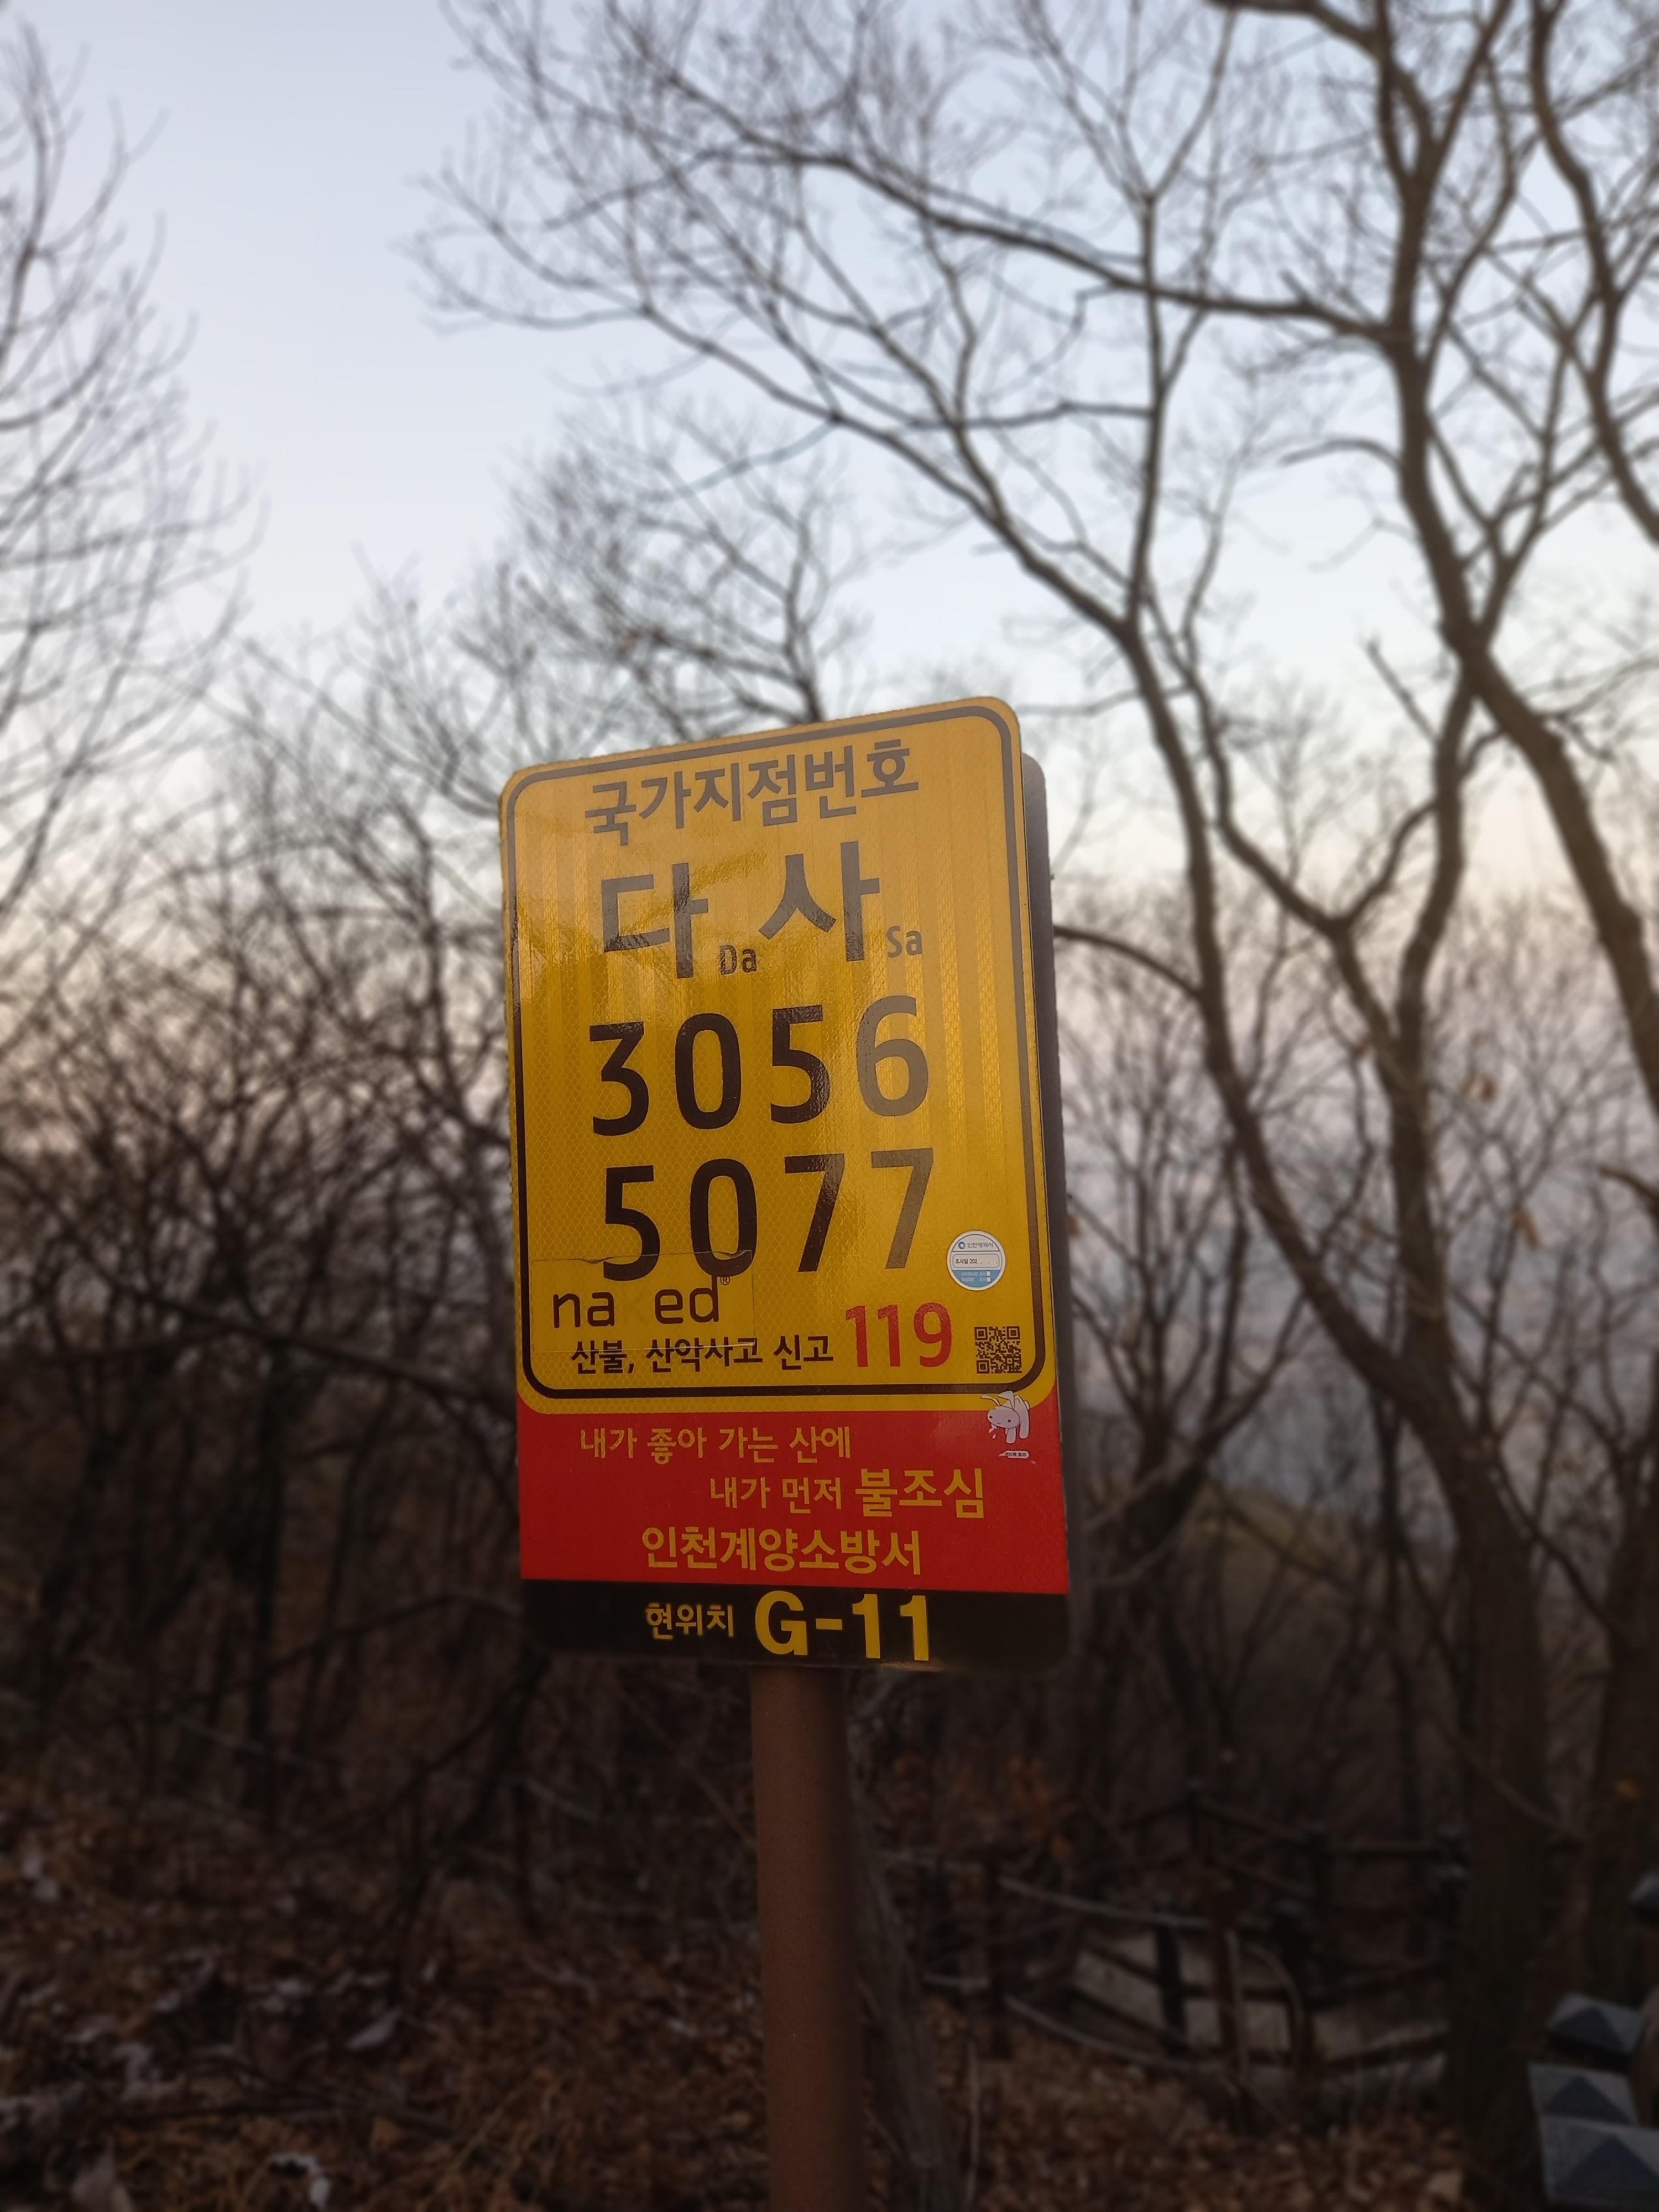 국가지점번호
다 Da 사 Sa
3056
5077
na ed®
산불, 산악사고 신고 119
내가 좋아 가는 산에
내가 먼저 불조심
인천계양소방서
현위치 G-11